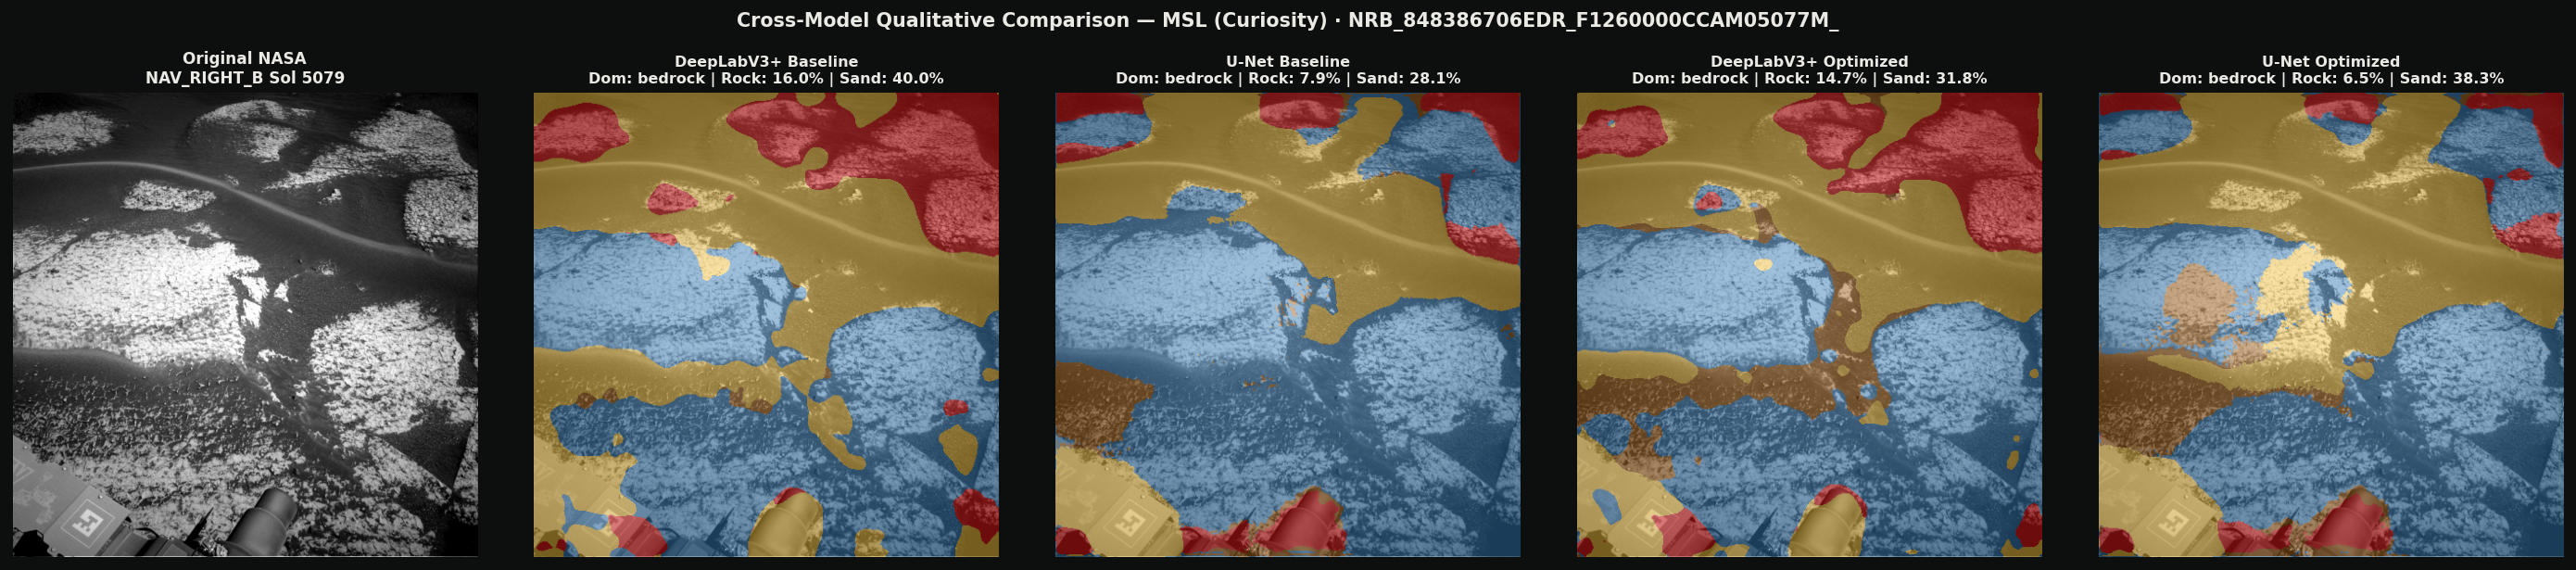 Cross-Model Qualitative Comparison — MSL (Curiosity) · NRB_848386706EDR_F1260000CCAM05077M_
Original NASA
NAV_RIGHT_B Sol 5079
DeepLabV3+ Baseline
Dom: bedrock | Rock: 16.0% | Sand: 40.0%
U-Net Baseline
Dom: bedrock | Rock: 7.9% | Sand: 28.1%
DeepLabV3+ Optimized
Dom: bedrock | Rock: 14.7% | Sand: 31.8%
U-Net Optimized
Dom: bedrock | Rock: 6.5% | Sand: 38.3%